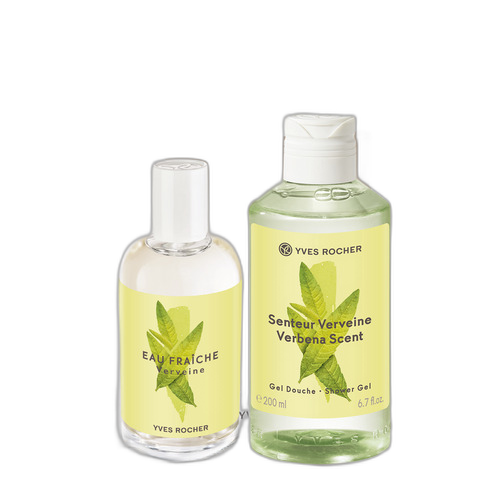 EAU FRAÎCHE
Verveine
YVES ROCHER
YVES ROCHER
Senteur Verveine
Verbena Scent
Gel Douche • Shower Gel
℮ 200 ml 6.7 fl.oz.